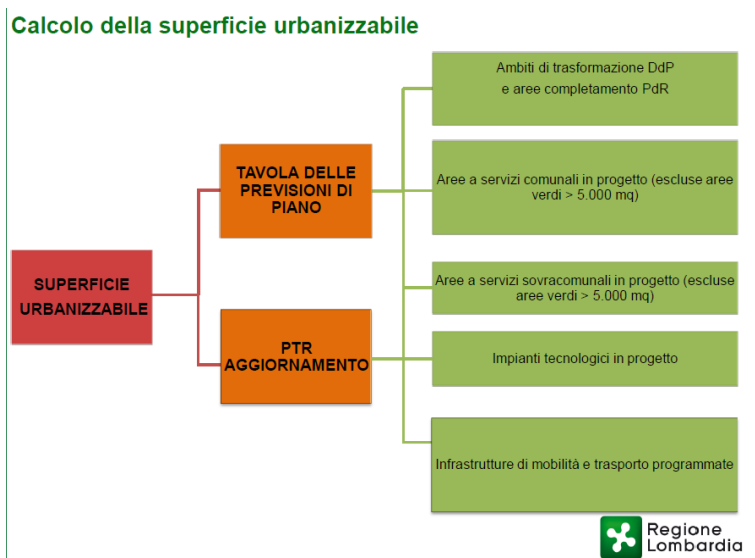 Calcolo della superficie urbanizzabile
SUPERFICIE
URBANIZZABILE
TAVOLA DELLE
PREVISIONI DI
PIANO
PTR
AGGIORNAMENTO
Ambiti di trasformazione DdP
e aree completamento PdR
Aree a servizi comunali in progetto (escluse aree
verdi > 5.000 mq)
Aree a servizi sovracomunali in progetto (escluse
aree verdi > 5.000 mq)
Impianti tecnologici in progetto
Infrastrutture di mobilità e trasporto programmate
Regione
Lombardia